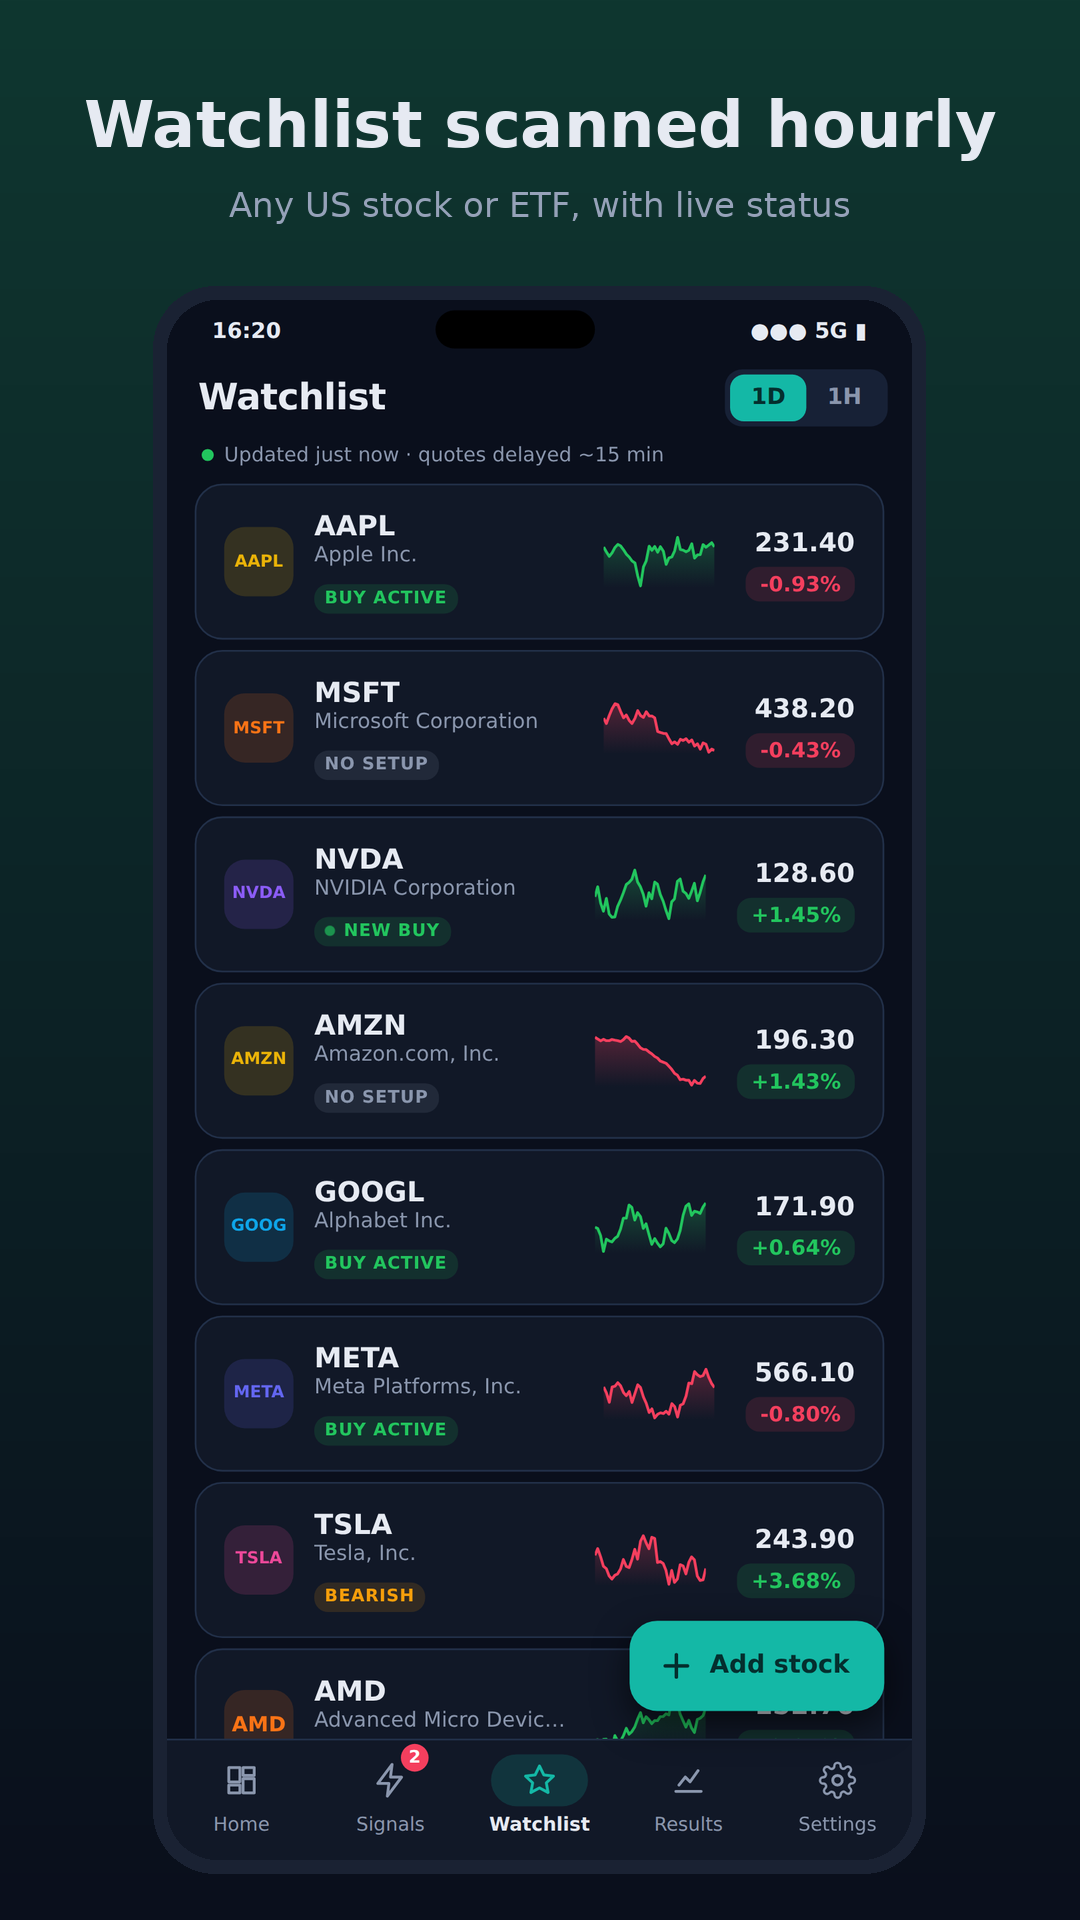 Watchlist scanned hourly
Any US stock or ETF, with live status
16:20
5G
Watchlist
1D 1H
Updated just now · quotes delayed ~15 min
AAPL
AAPL
Apple Inc.
BUY ACTIVE
231.40
-0.93%
MSFT
MSFT
Microsoft Corporation
NO SETUP
438.20
-0.43%
NVDA
NVDA
NVIDIA Corporation
NEW BUY
128.60
+1.45%
AMZN
AMZN
Amazon.com, Inc.
NO SETUP
196.30
+1.43%
GOOG
GOOGL
Alphabet Inc.
BUY ACTIVE
171.90
+0.64%
META
META
Meta Platforms, Inc.
BUY ACTIVE
566.10
-0.80%
TSLA
TSLA
Tesla, Inc.
BEARISH
243.90
+3.68%
AMD
AMD
Advanced Micro Devic...
Add stock
2
Home
Signals
Watchlist
Results
Settings